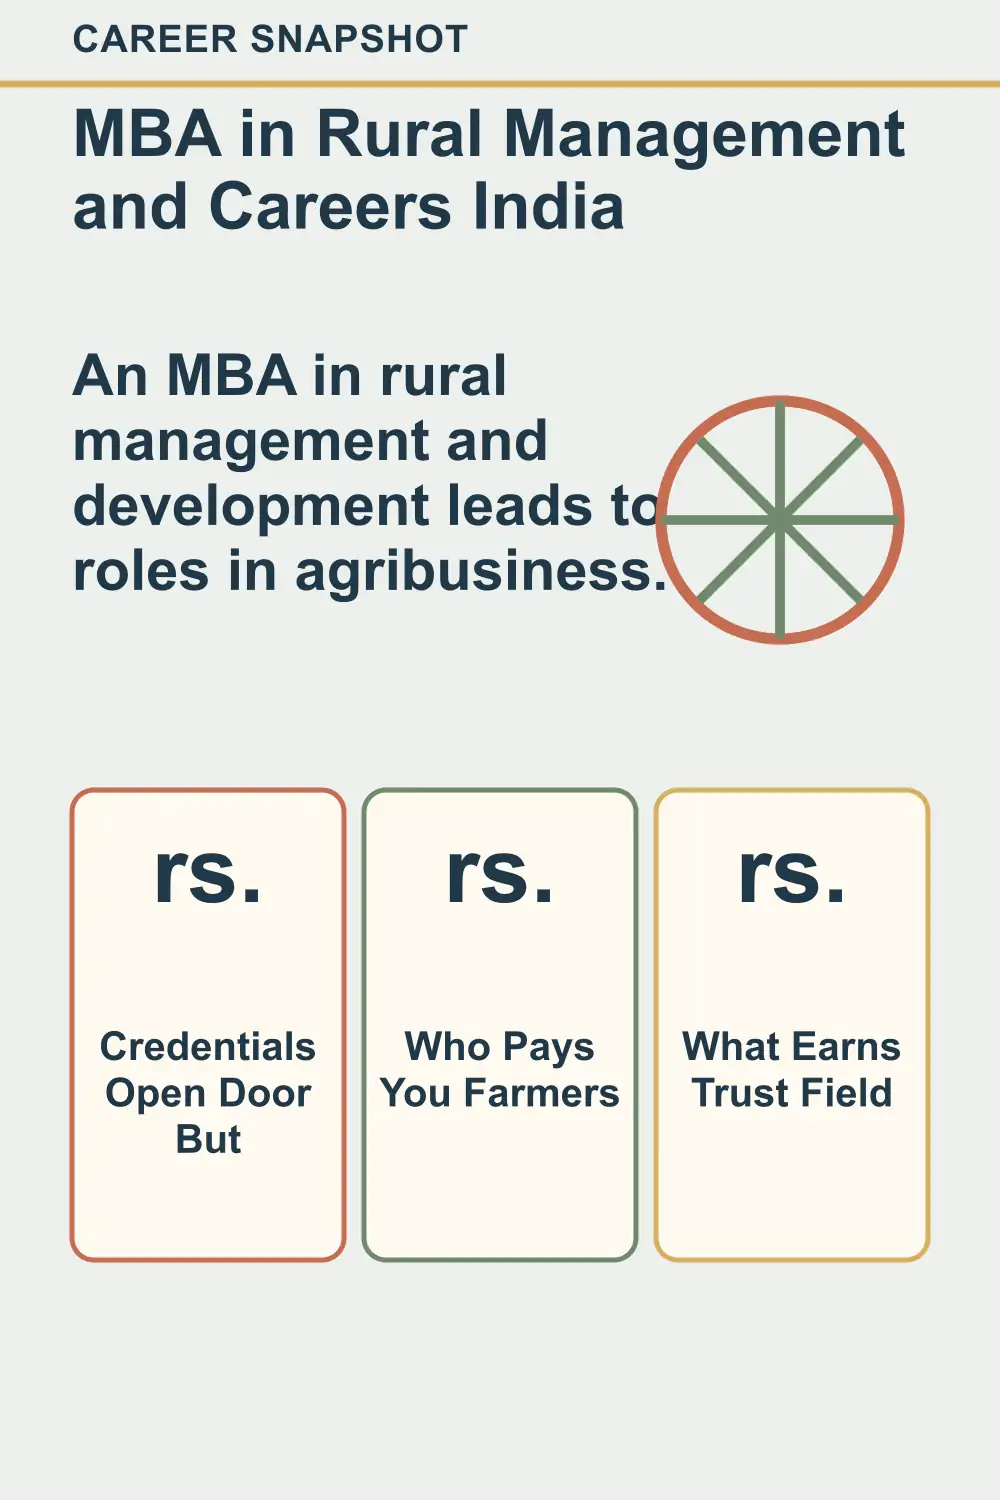 CAREER SNAPSHOT
MBA in Rural Management
and Careers India
An MBA in rural
management and
development leads to
roles in agribusiness.
rs.
Credentials
Open Door
But
rs.
Who Pays
You Farmers
rs.
What Earns
Trust Field